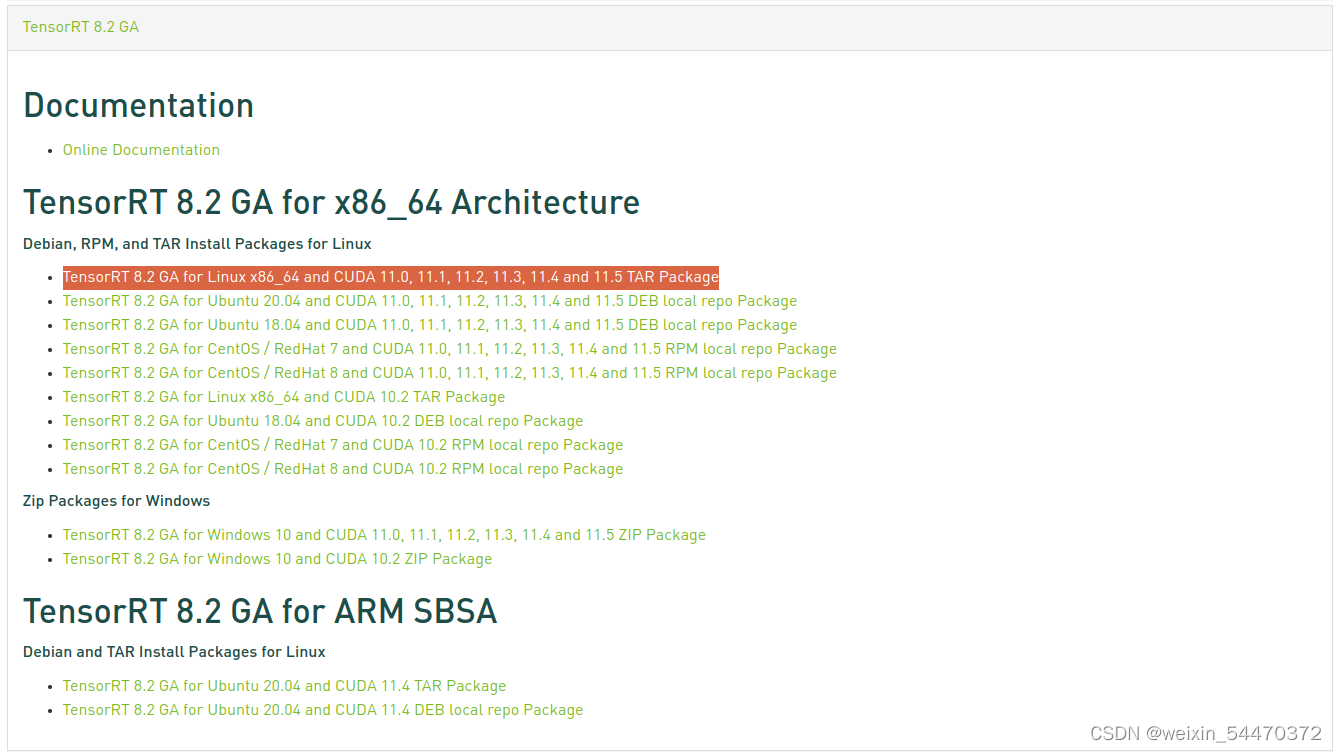 TensorRT 8.2 GA
Documentation
Online Documentation
TensorRT 8.2 GA for x86_64 Architecture
Debian, RPM, and TAR Install Packages for Linux
TensorRT 8.2 GA for Linux x86_64 and CUDA 11.0, 11.1, 11.2, 11.3, 11.4 and 11.5 TAR Package
TensorRT 8.2 GA for Ubuntu 20.04 and CUDA 11.0, 11.1, 11.2, 11.3, 11.4 and 11.5 DEB local repo Package
TensorRT 8.2 GA for Ubuntu 18.04 and CUDA 11.0, 11.1, 11.2, 11.3, 11.4 and 11.5 DEB local repo Package
TensorRT 8.2 GA for CentOS / RedHat 7 and CUDA 11.0, 11.1, 11.2, 11.3, 11.4 and 11.5 RPM local repo Package
TensorRT 8.2 GA for CentOS / RedHat 8 and CUDA 11.0, 11.1, 11.2, 11.3, 11.4 and 11.5 RPM local repo Package
TensorRT 8.2 GA for Linux x86_64 and CUDA 10.2 TAR Package
TensorRT 8.2 GA for Ubuntu 18.04 and CUDA 10.2 DEB local repo Package
TensorRT 8.2 GA for CentOS / RedHat 7 and CUDA 10.2 RPM local repo Package
TensorRT 8.2 GA for CentOS / RedHat 8 and CUDA 10.2 RPM local repo Package
Zip Packages for Windows
TensorRT 8.2 GA for Windows 10 and CUDA 11.0, 11.1, 11.2, 11.3, 11.4 and 11.5 ZIP Package
TensorRT 8.2 GA for Windows 10 and CUDA 10.2 ZIP Package
TensorRT 8.2 GA for ARM SBSA
Debian and TAR Install Packages for Linux
TensorRT 8.2 GA for Ubuntu 20.04 and CUDA 11.4 TAR Package
TensorRT 8.2 GA for Ubuntu 20.04 and CUDA 11.4 DEB local repo Package
CSDN @weixin_54470372